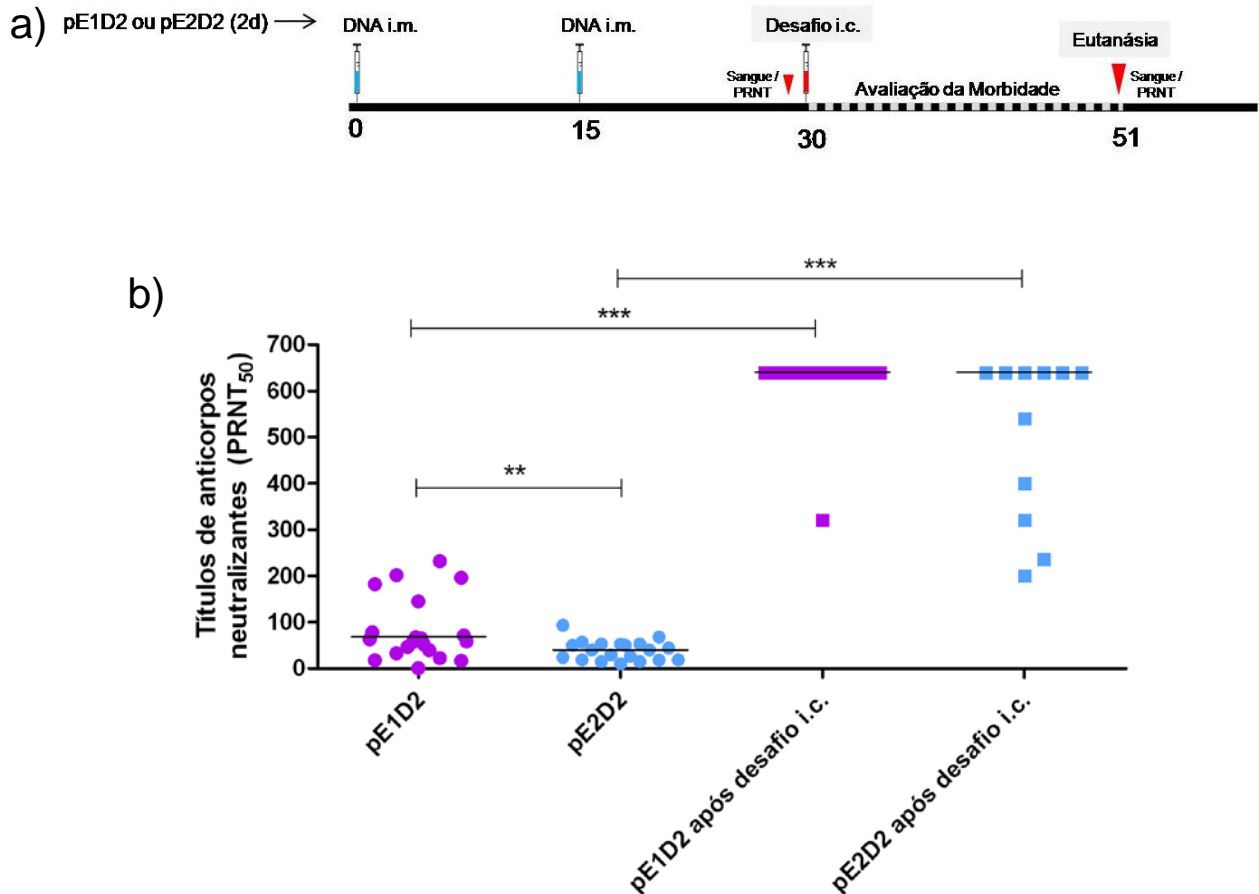 a) pE1D2 ou pE2D2 (2d)
DNA i.m.
DNA i.m.
Desafio i.c.
Eutanásia
Sangue /
PRNT
Avaliação da Morbidade
Sangue /
PRNT
0
15
30
51
b)
***
***
**
Títulos de anticorpos
neutralizantes (PRNT50)
700
600
500
400
300
200
100
0
pE1D2
pE2D2
pE1D2 após desafio i.c.
pE2D2 após desafio i.c.